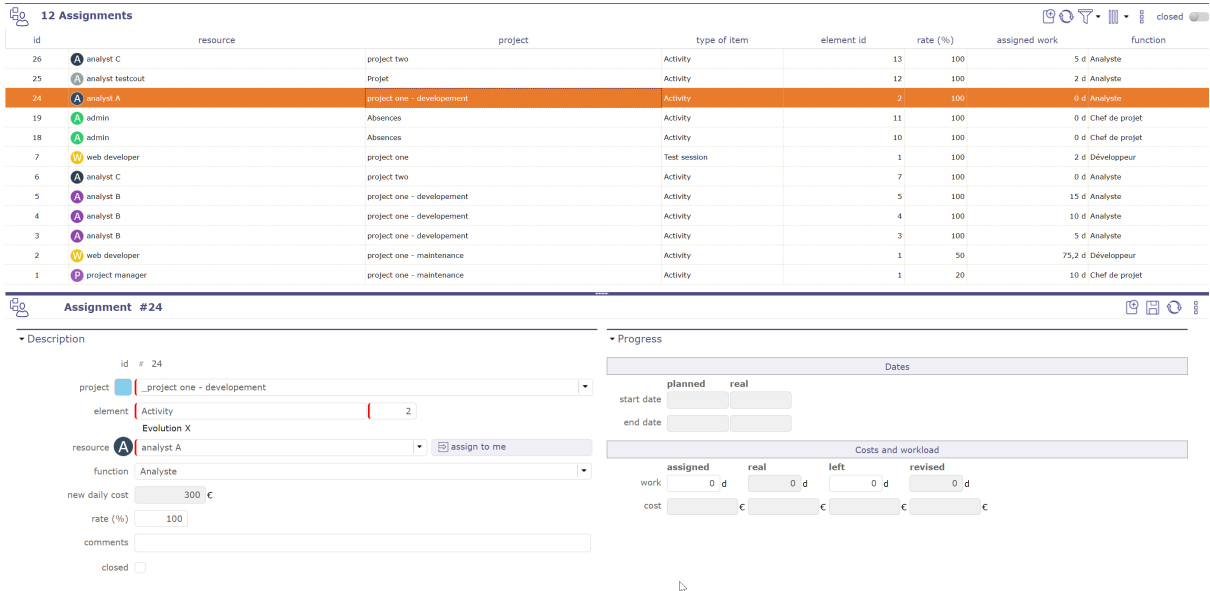 12 Assignments closed
id resource project type of item element id rate (%) assigned work function
26 A analyst C project two Activity 13 100 5 d Analyste
25 A analyst testcout Projet Activity 12 100 2 d Analyste
24 A analyst A project one - developement Activity 2 100 0 d Analyste
19 A admin Absences Activity 11 100 0 d Chef de projet
18 A admin Absences Activity 10 100 0 d Chef de projet
7 W web developer project one Test session 1 100 2 d Développeur
6 A analyst C project two Activity 7 100 0 d Analyste
5 A analyst B project one - developement Activity 5 100 15 d Analyste
4 A analyst B project one - developement Activity 4 100 10 d Analyste
3 A analyst B project one - developement Activity 3 100 5 d Analyste
2 W web developer project one - maintenance Activity 1 50 75,2 d Développeur
1 P project manager project one - maintenance Activity 1 20 10 d Chef de projet
Assignment #24
Description
id # 24
project _project one - developement
element Activity 2
Evolution X
resource A analyst A assign to me
function Analyste
new daily cost 300 €
rate (%) 100
comments
closed
Progress
Dates
planned real
start date
end date
Costs and workload
assigned real left revised
work 0 d 0 d 0 d 0 d
cost € € € €